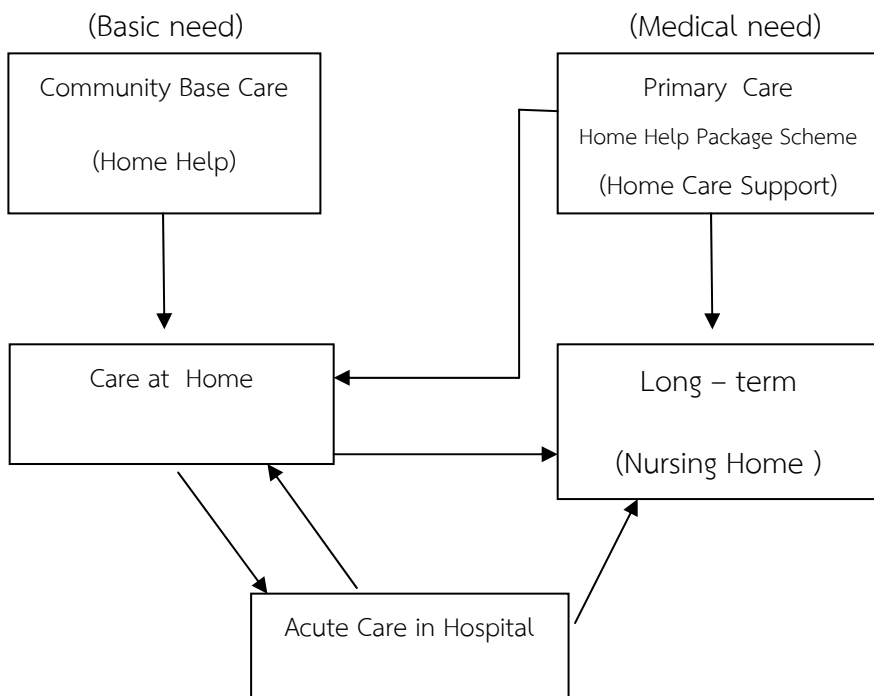 (Basic need)
(Medical need)
Community Base Care
(Home Help)
Primary Care
Home Help Package Scheme
(Home Care Support)
Care at Home
Long – term
(Nursing Home )
Acute Care in Hospital